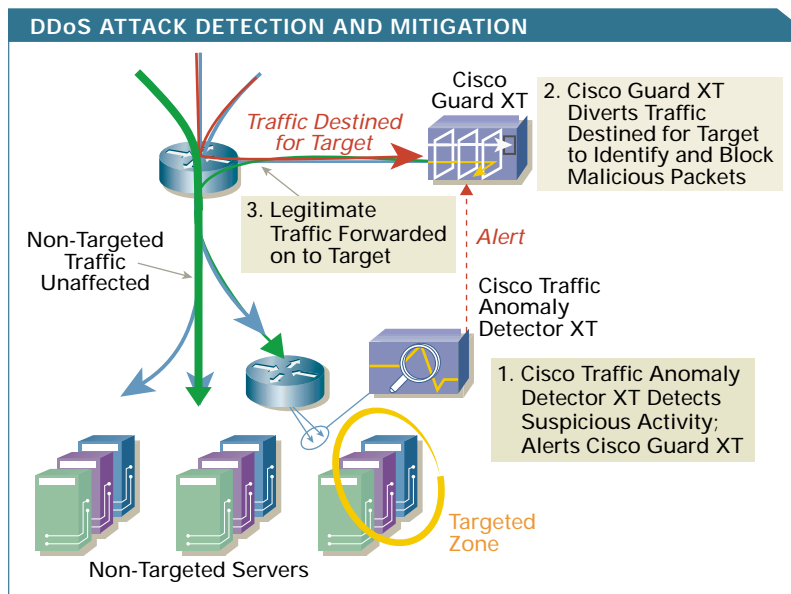 DDoS ATTACK DETECTION AND MITIGATION
Cisco
Guard XT
2. Cisco Guard XT
Diverts Traffic
Destined for Target
to Identify and Block
Malicious Packets
Traffic Destined
for Target
3. Legitimate
Traffic Forwarded
on to Target
Alert
Non-Targeted
Traffic
Unaffected
Cisco Traffic
Anomaly
Detector XT
1. Cisco Traffic Anomaly
Detector XT Detects
Suspicious Activity;
Alerts Cisco Guard XT
Targeted
Zone
Non-Targeted Servers